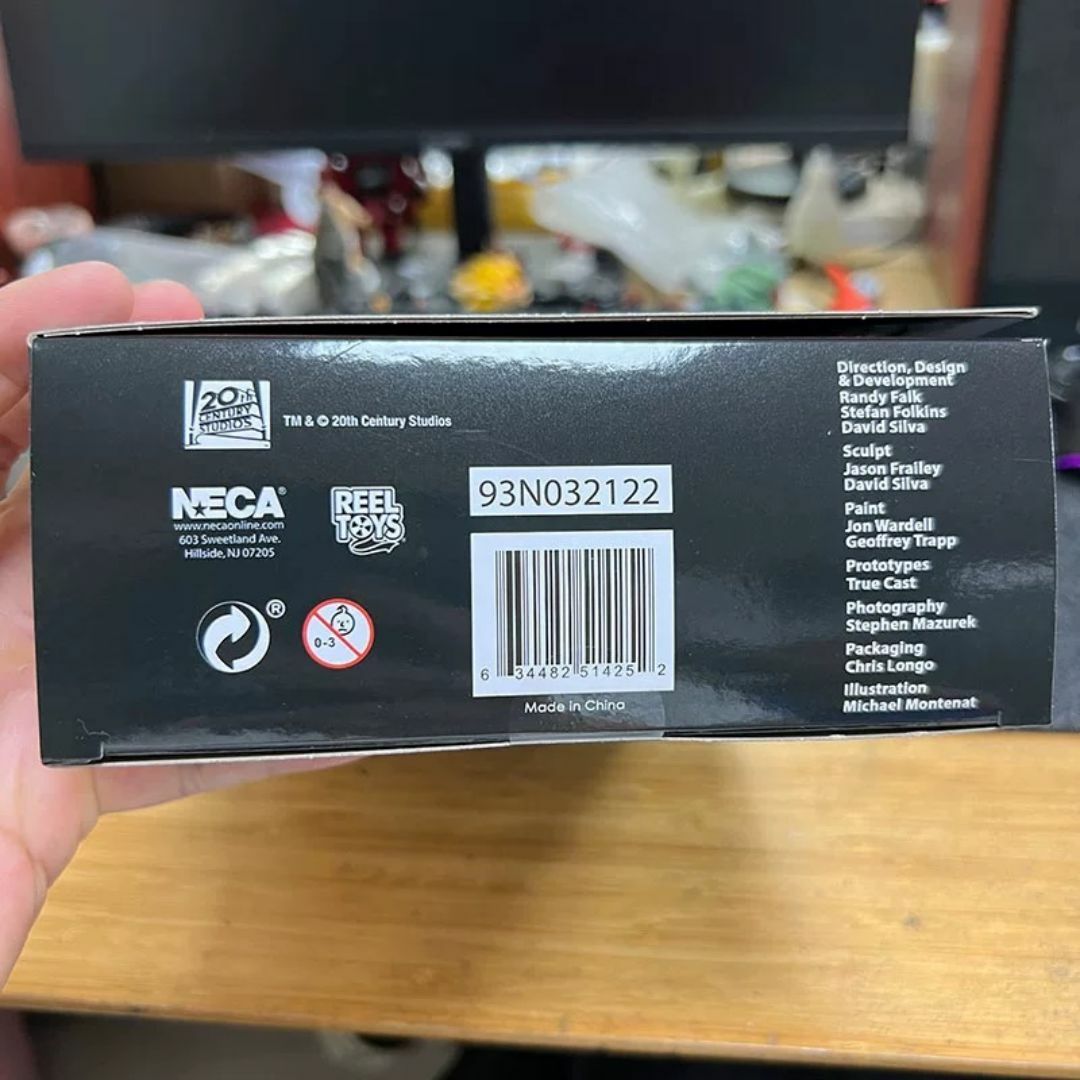 20th
CENTURY
STUDIOS
TM & © 20th Century Studios
NECA®
www.necaonline.com
603 Sweetland Ave.
Hillside, NJ 07205
REEL
TOYS
®
0-3
93N032122
6 34482 51425 2
Made in China
Direction, Design
& Development
Randy Falk
Stefan Folkins
David Silva
Sculpt
Jason Frailey
David Silva
Paint
Jon Wardell
Geoffrey Trapp
Prototypes
True Cast
Photography
Stephen Mazurek
Packaging
Chris Longo
Illustration
Michael Montenat